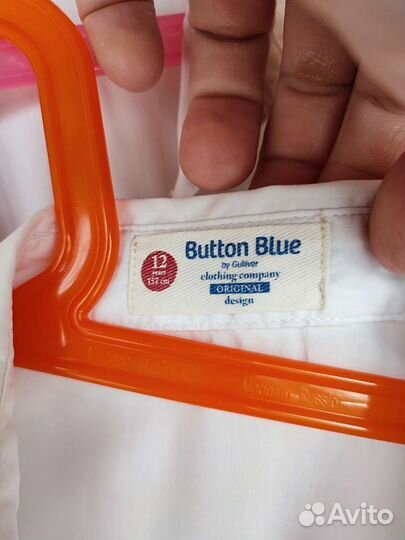 12
YEARS
152 cm
Button Blue
by Gulliver
clothing company
ORIGINAL
design
Made in Russia
Avito